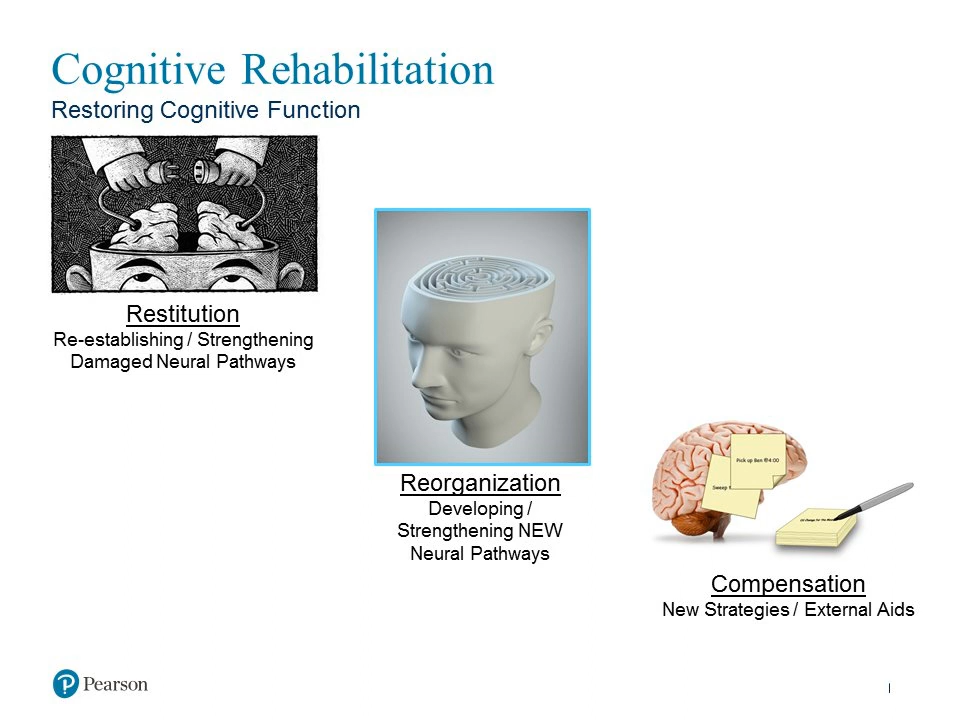 Cognitive Rehabilitation
Restoring Cognitive Function
Restitution
Re-establishing / Strengthening
Damaged Neural Pathways
Reorganization
Developing /
Strengthening NEW
Neural Pathways
Pick up Ben @4:00
Sweep
Compensation
New Strategies / External Aids
Pearson